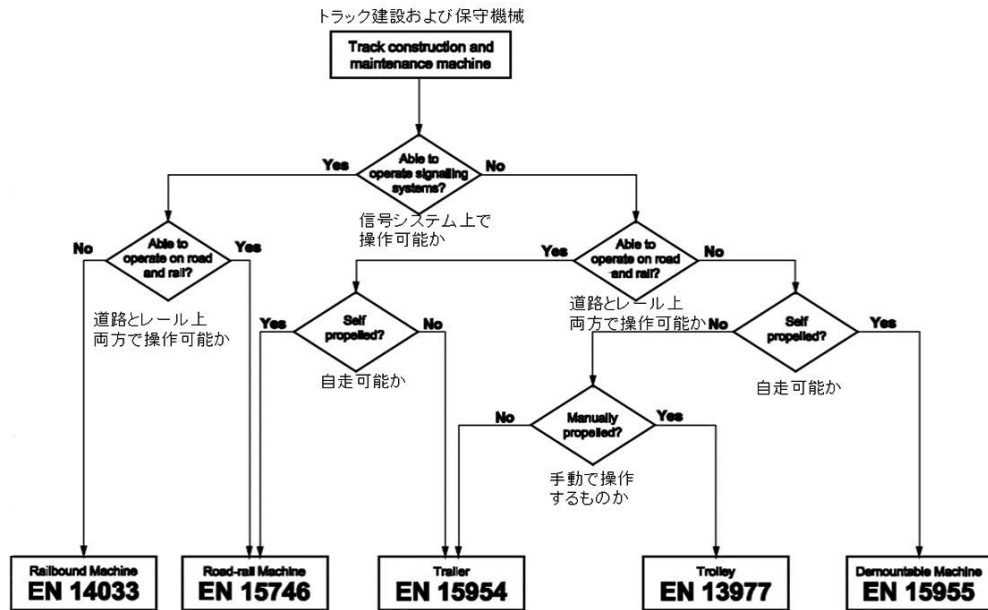 トラック建設および保守機械
Track construction and
maintenance machine
Yes
Able to
operate signalling
systems?
No
信号システム上で
操作可能か
No
Able to
operate on road
and rail?
Yes
道路とレール上
両方で操作可能か
Yes
Able to
operate on road
and rail?
No
道路とレール上
両方で操作可能か
Yes
Self
propelled?
No
自走可能か
No
Self
propelled?
Yes
自走可能か
No
Manually
propelled?
Yes
手動で操作
するものか
Railbound Machine
EN 14033
Road-rail Machine
EN 15746
Trailer
EN 15954
Trolley
EN 13977
Demountable Machine
EN 15955